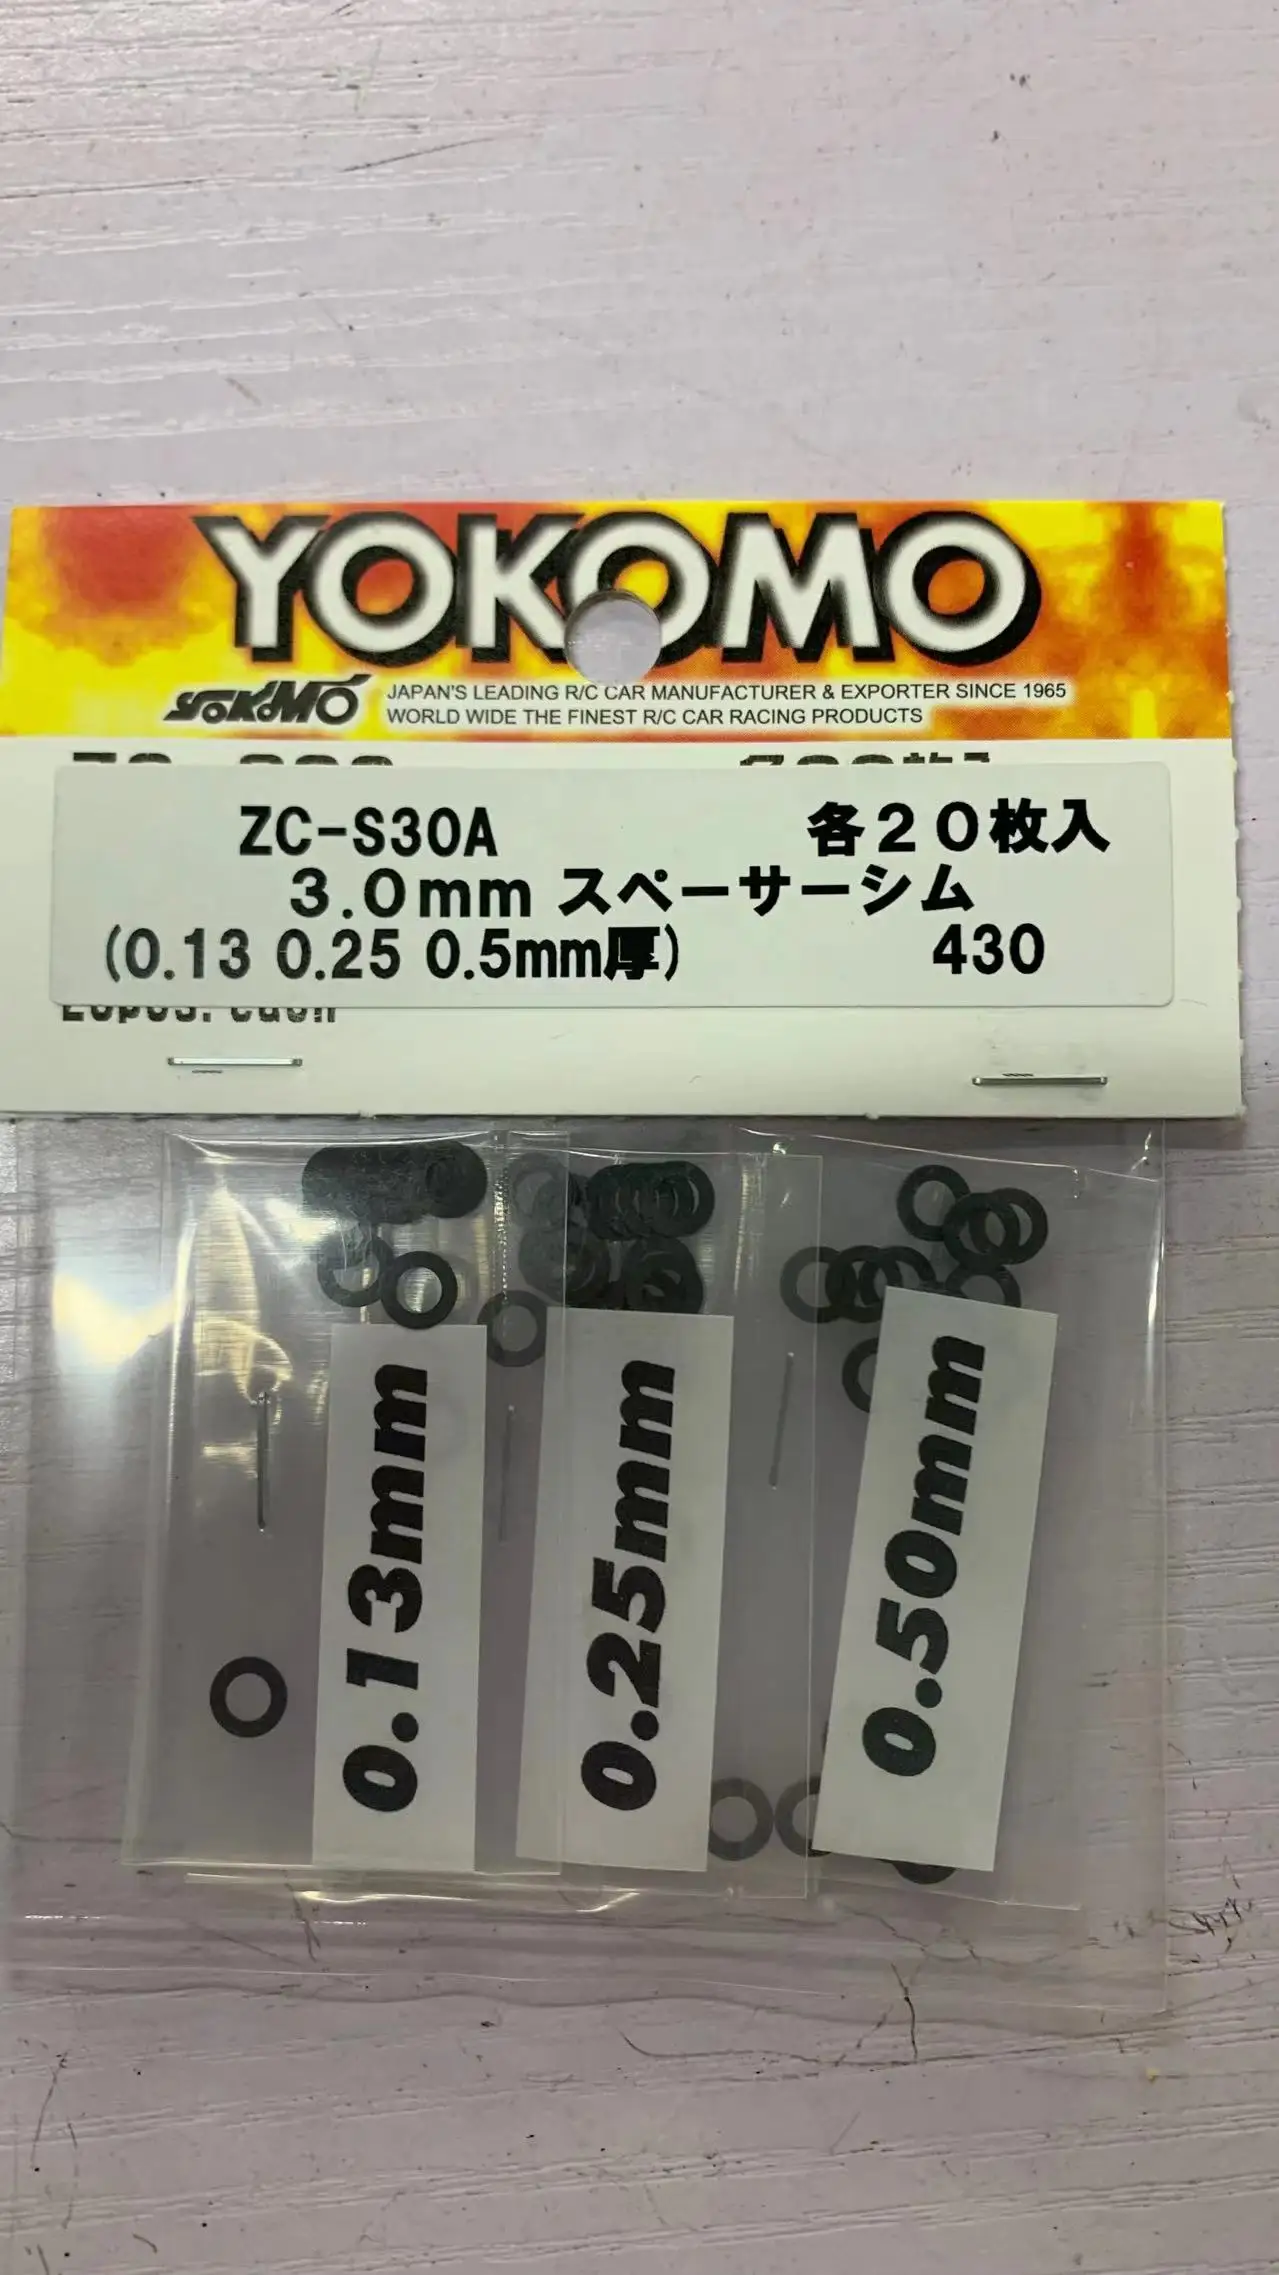 YOKOMO
YOKOMO
JAPAN'S LEADING R/C CAR MANUFACTURER & EXPORTER SINCE 1965
WORLD WIDE THE FINEST R/C CAR RACING PRODUCTS
ZC-S30A 各20枚入
3.0mm スペーサーシム
(0.13 0.25 0.5mm厚) 430
0.13mm
0.25mm
0.50mm